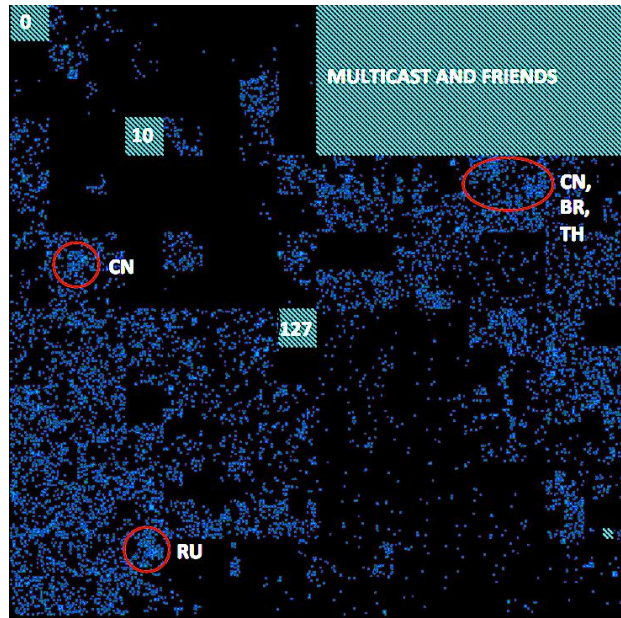 0
MULTICAST AND FRIENDS
10
CN,
BR,
TH
CN
127
RU